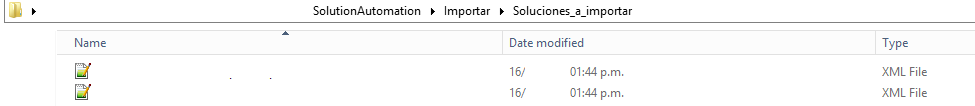 SolutionAutomation Importar Soluciones_a_importar
Name Date modified Type
16/ 01:44 p.m. XML File
16/ 01:44 p.m. XML File